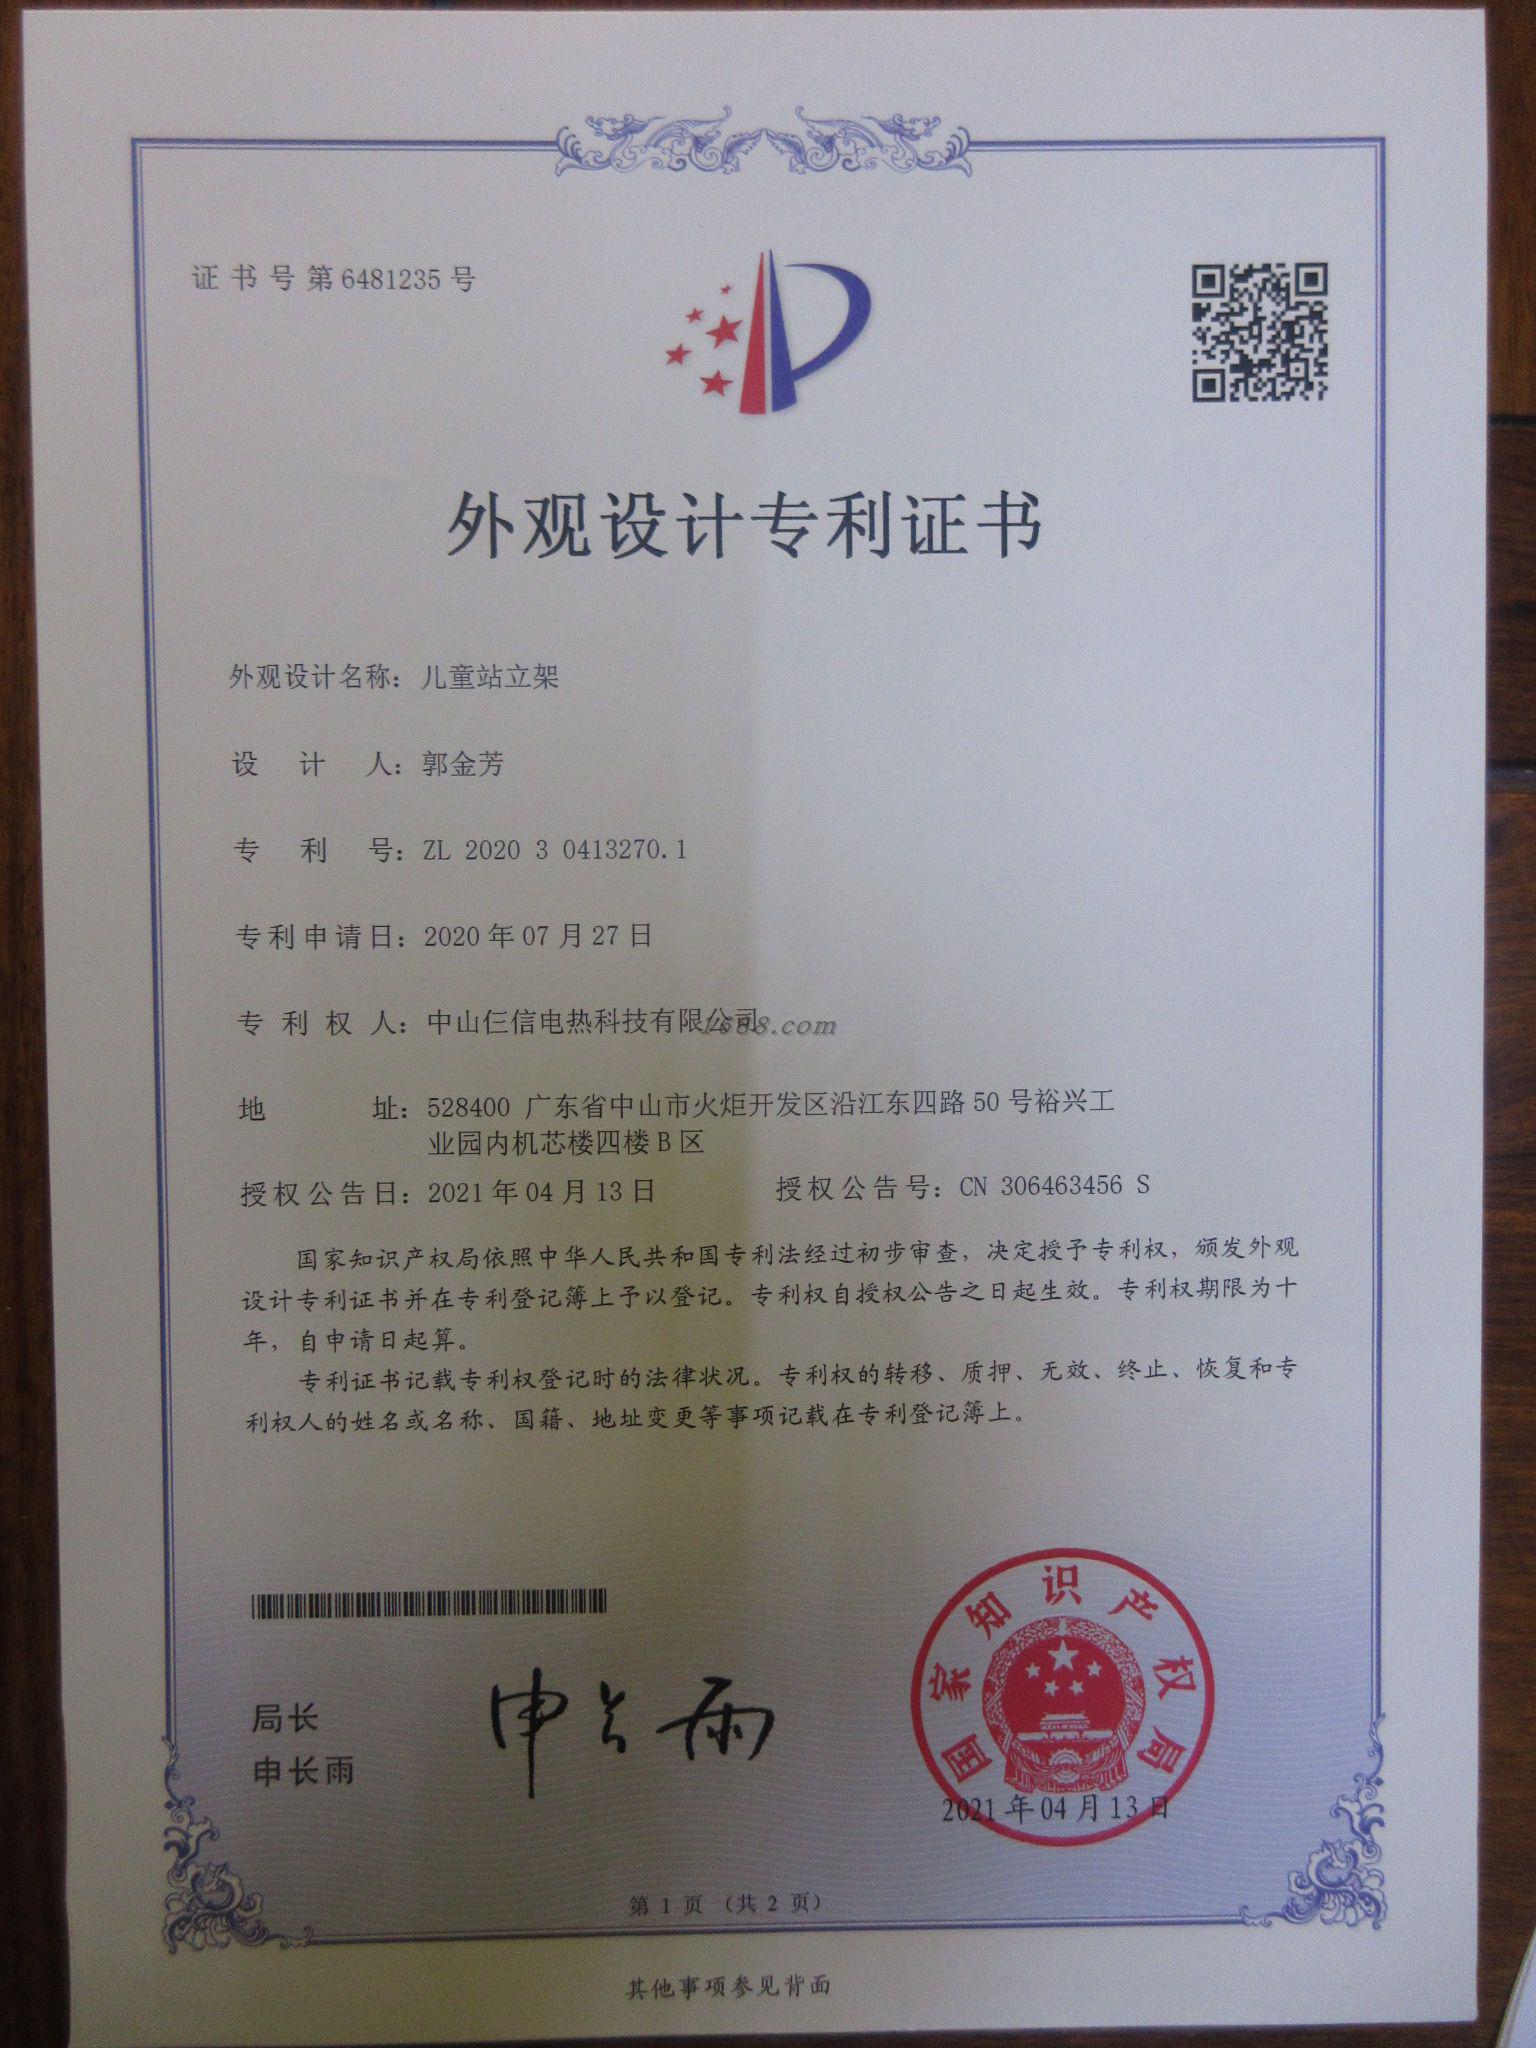 证书号第6481235号
外观设计专利证书
外观设计名称：儿童站立架
设计人：郭金芳
专利号：ZL 2020 3 0413270.1
专利申请日：2020年07月27日
专利权人：中山仨信电热科技有限公司
1688.com
地址：528400 广东省中山市火炬开发区沿江东四路50号裕兴工
业园内机芯楼四楼B区
授权公告日：2021年04月13日 授权公告号：CN 306463456 S
国家知识产权局依照中华人民共和国专利法经过初步审查，决定授予专利权，颁发外观
设计专利证书并在专利登记簿上予以登记。专利权自授权公告之日起生效。专利权期限为十
年，自申请日起算。
专利证书记载专利权登记时的法律状况。专利权的转移、质押、无效、终止、恢复和专
利权人的姓名或名称、国籍、地址变更等事项记载在专利登记簿上。
局长
申长雨
申长雨
国家知识产权局
2021年04月13日
第 1 页 （共 2 页）
其他事项参见背面